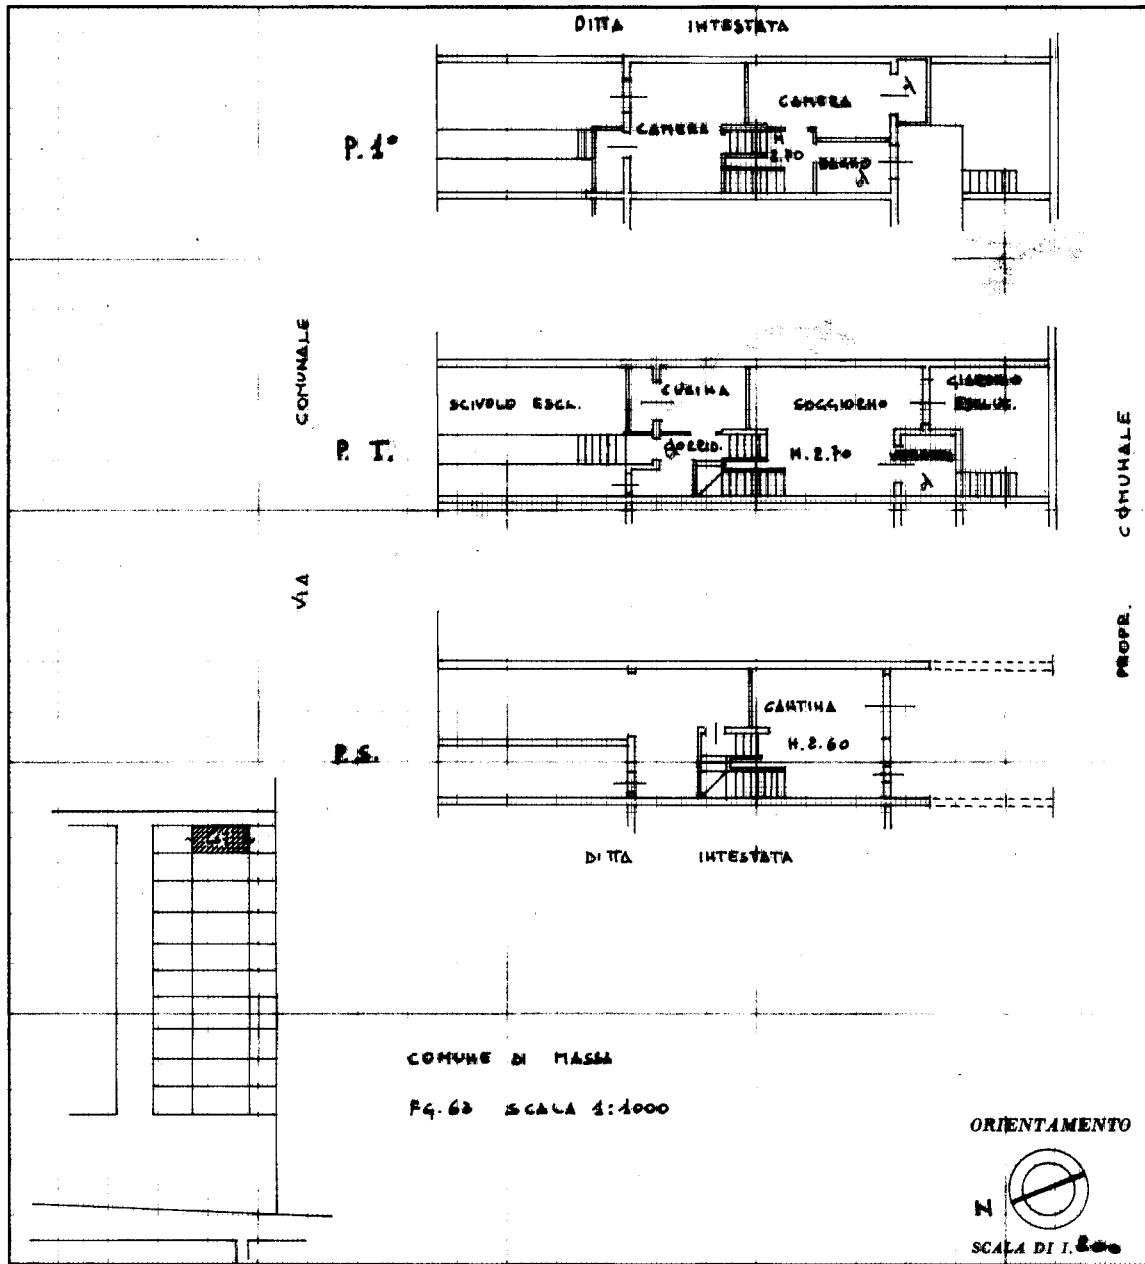 DITTA INTESTATA
P. 1°
CAMERA
CAMERA
H
2.70
BAGNO
COMUNALE
VIA
P. T.
SCIVOLO ESCL.
CUCINA
CORRID.
SOGGIORNO
H. 2.70
GIARDINO
ESCLUS.
COMUNALE
PROPR.
P.S.
CANTINA
H. 2.60
DITTA INTESTATA
COMUNE DI MASSA
FG. 63 SCALA 1:1000
ORIENTAMENTO
N
SCALA DI 1.200